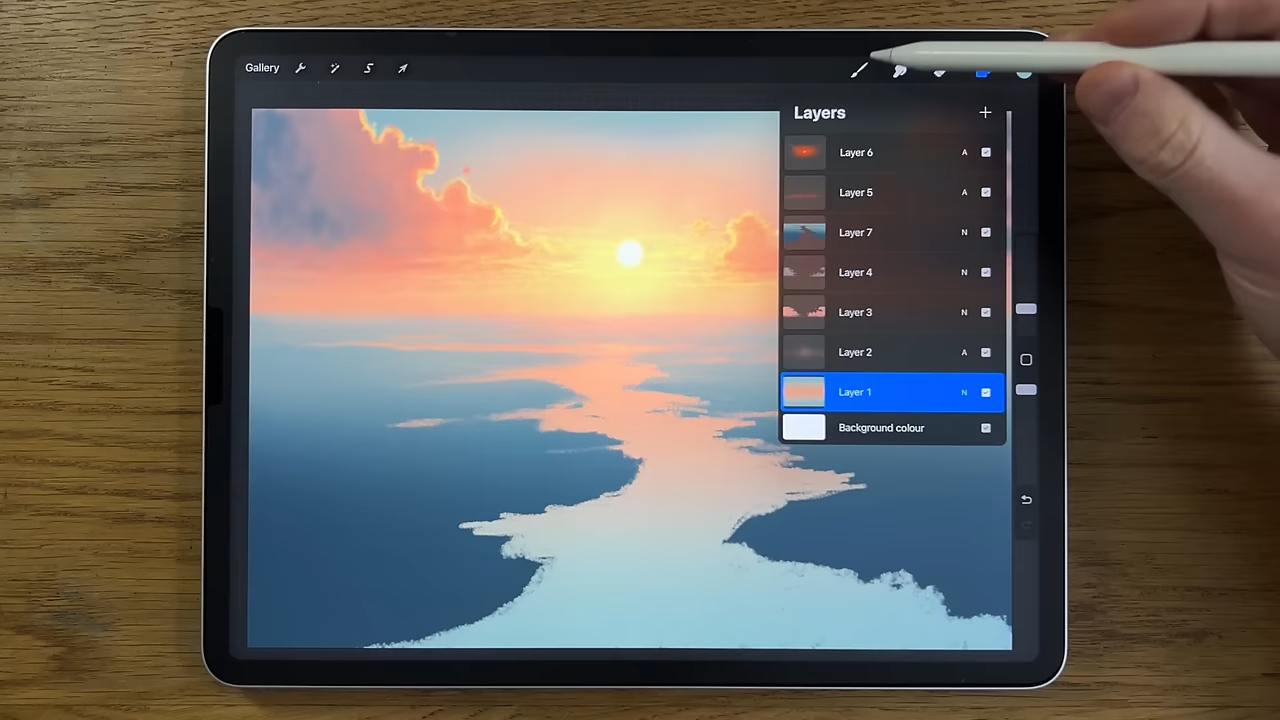 Gallery
Layers
Layer 6 A
Layer 5 A
Layer 7 N
Layer 4 N
Layer 3 N
Layer 2 A
Layer 1 N
Background colour